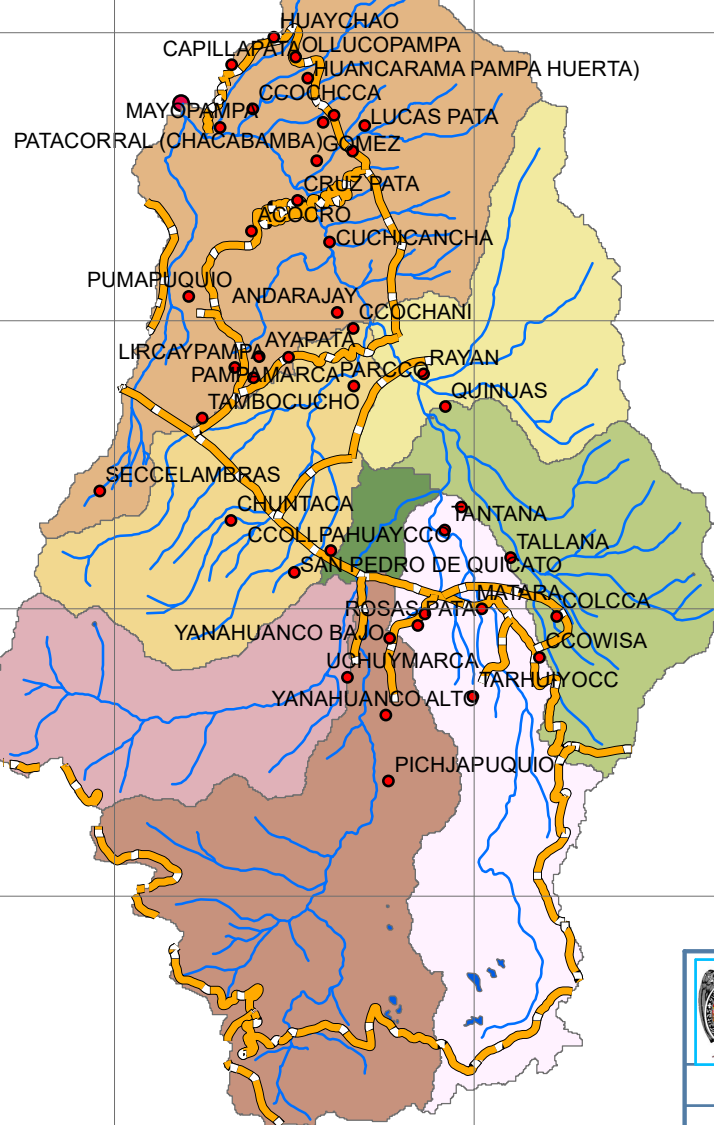 HUAYCHAO
CAPILLAPATA
OLLUCOPAMPA
HUANCARAMA PAMPA HUERTA)
CCOCHCCA
MAYOPAMPA
LUCAS PATA
PATACORRAL (CHACABAMBA)
GOMEZ
CRUZ PATA
ACOCRO
CUCHICANCHA
PUMAPUQUIO
ANDARAJAY
CCOCHANI
LIRCAYPAMPA
AYAPATA
RAYAN
PAMPAMARCA
PARCCO
QUINUAS
TAMBOCUCHO
SECCELAMBRAS
CHUNTACA
TANTANA
CCOLLPAHUAYCCO
TALLANA
SAN PEDRO DE QUICATO
MATARA
ROSAS PATA
COLCCA
YANAHUANCO BAJO
CCOWISA
UCHUYMARCA
TARHUIYOCC
YANAHUANCO ALTO
PICHJAPUQUIO